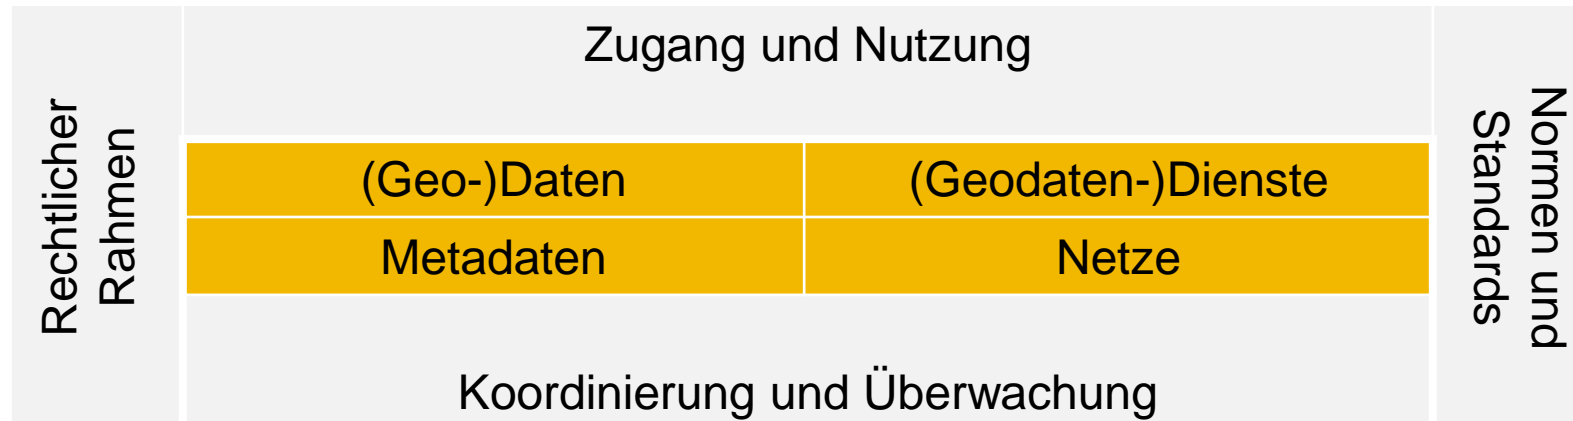 Zugang und Nutzung
Rechtlicher
Rahmen
(Geo-)Daten
(Geodaten-)Dienste
Metadaten
Netze
Normen und
Standards
Koordinierung und Überwachung